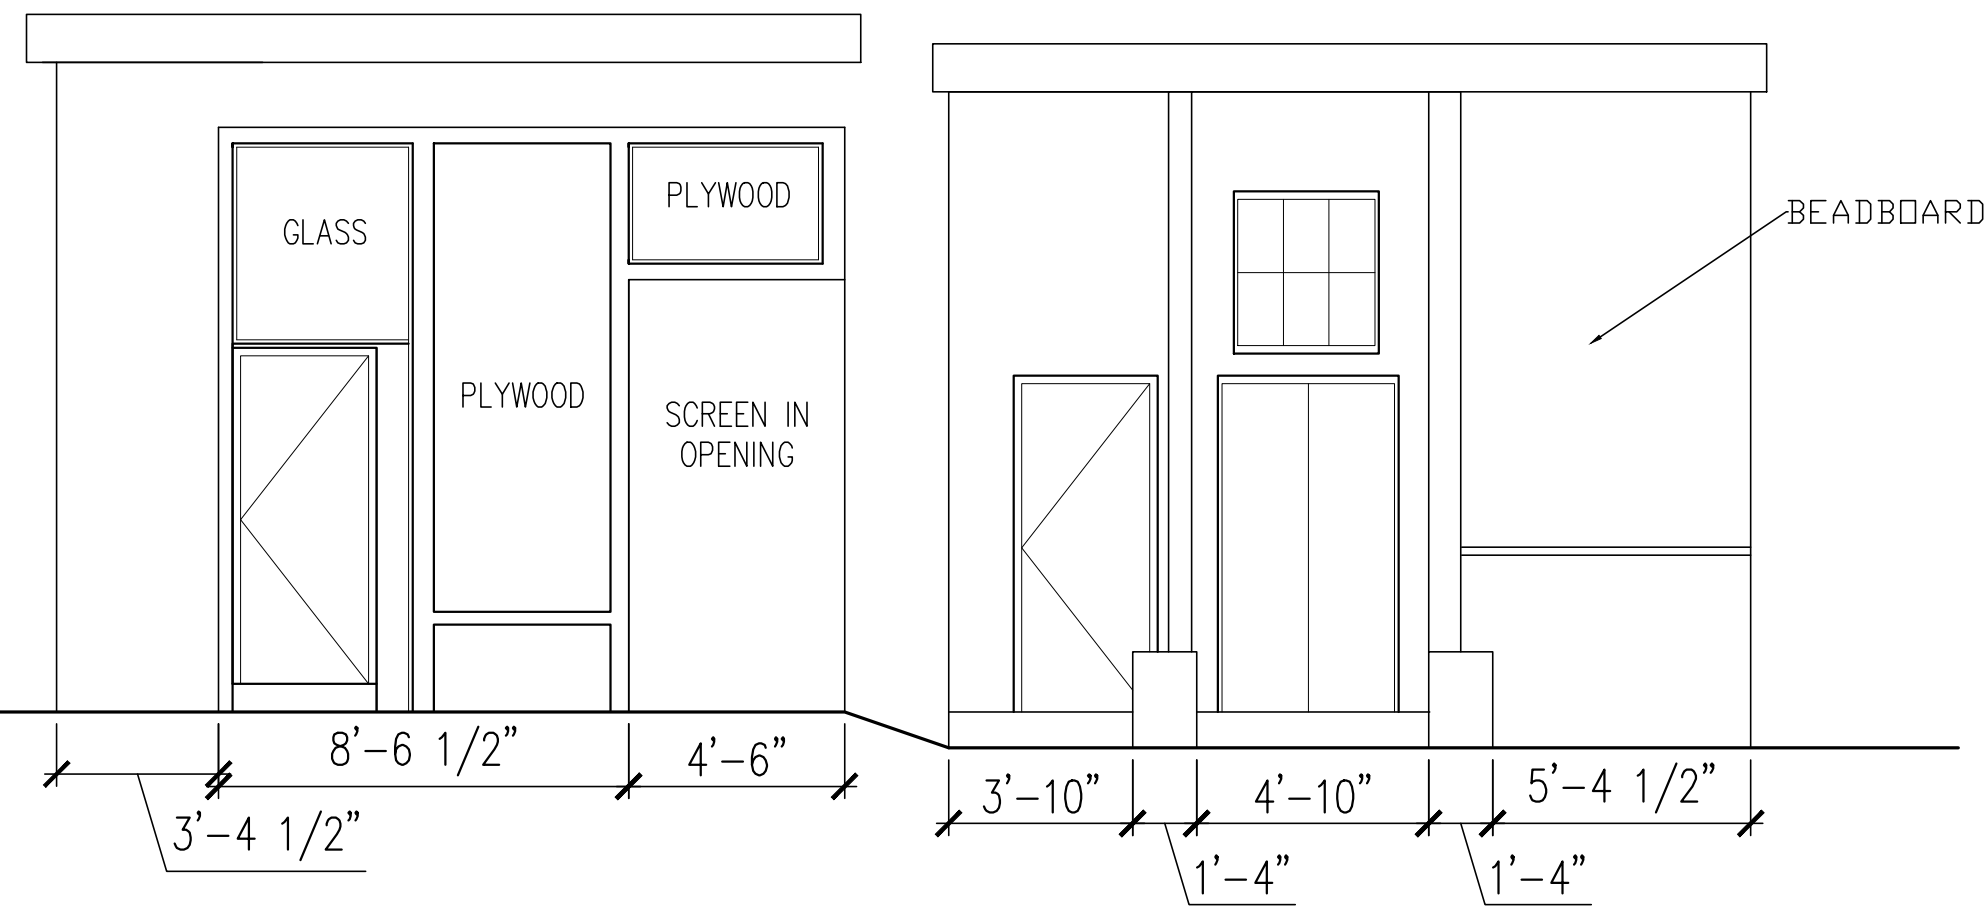 GLASS
PLYWOOD
PLYWOOD
SCREEN IN
OPENING
BEADBOARD
8'-6 1/2"
4'-6"
3'-4 1/2"
3'-10"
4'-10"
5'-4 1/2"
1'-4"
1'-4"